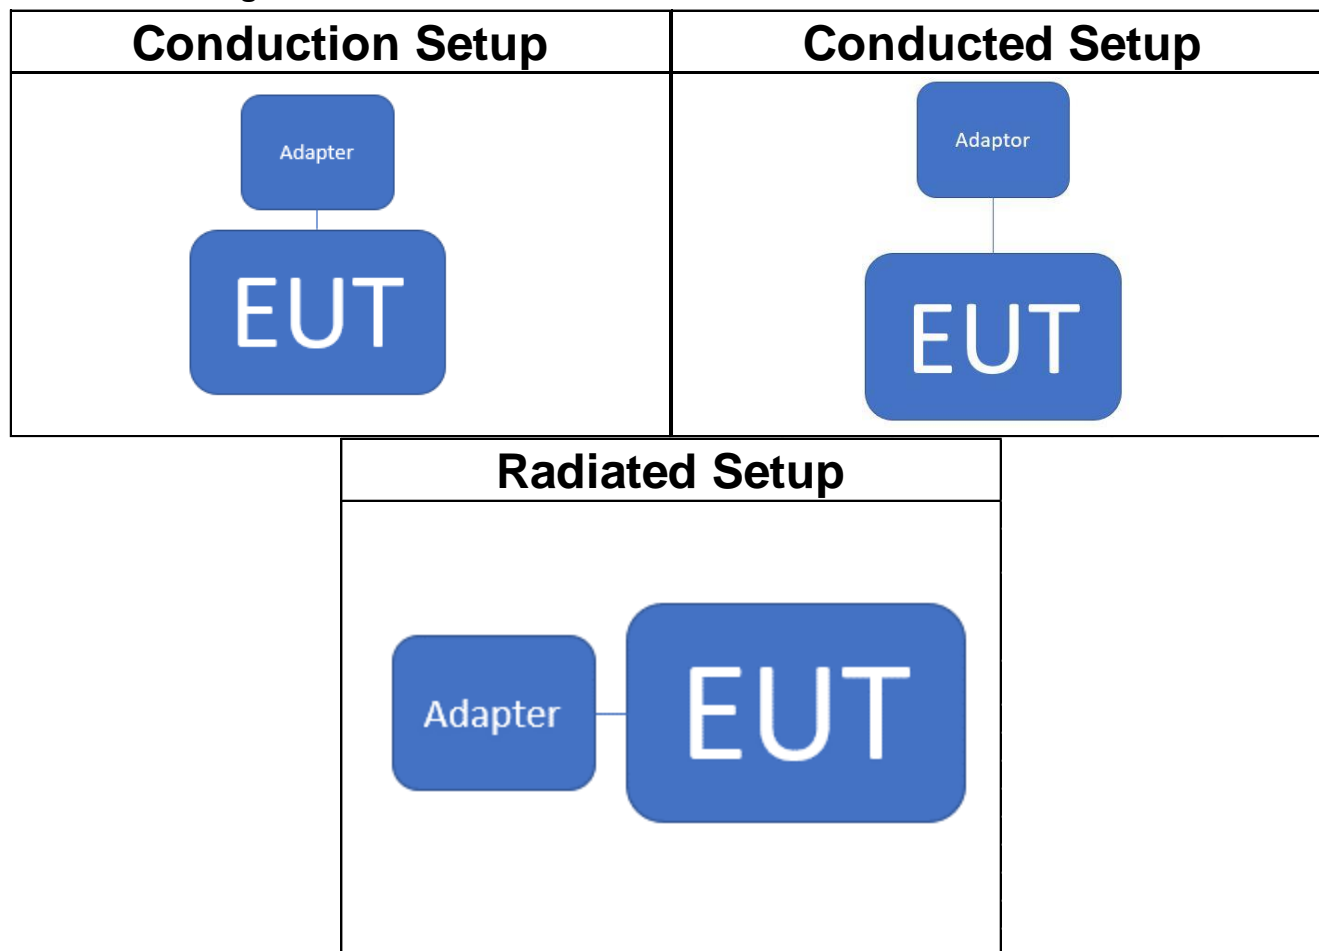 Conduction Setup
Conducted Setup
Adapter
EUT
Adaptor
EUT
Radiated Setup
Adapter
EUT